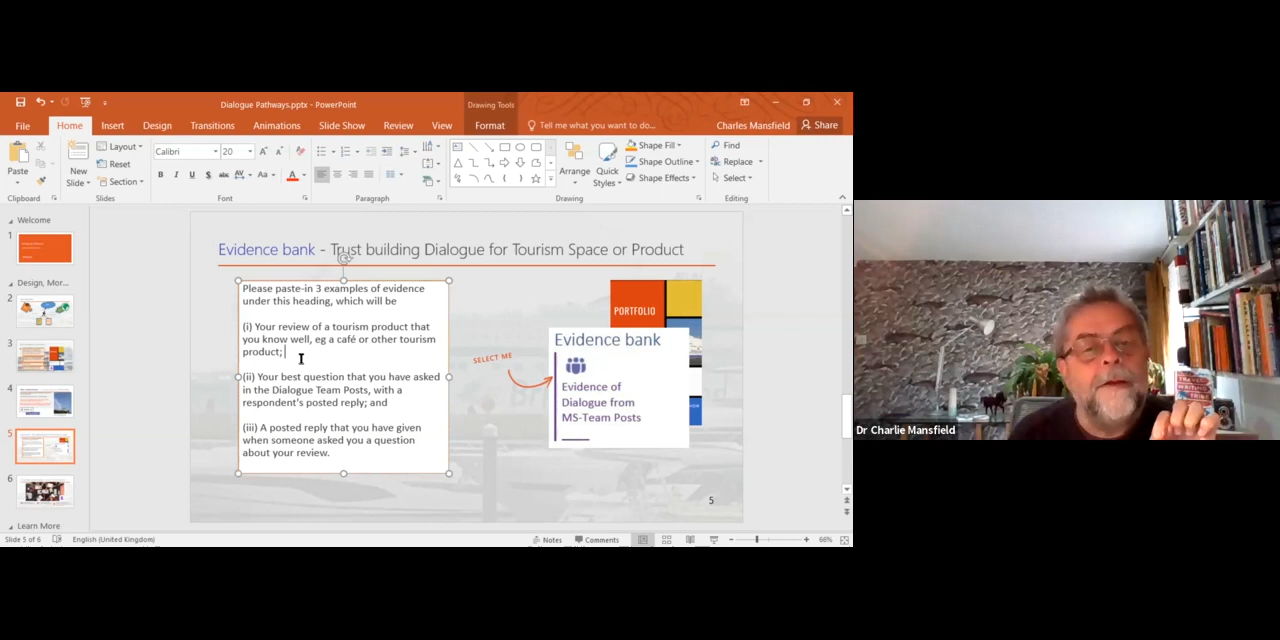 Dialogue Pathways.pptx - PowerPoint
Drawing Tools
File Home Insert Design Transitions Animations Slide Show Review View Format Tell me what you want to do... Charles Mansfield Share
Paste
Clipboard
New Slide
Layout
Reset
Section
Slides
Calibri 20
B I U S abc AV Aa A
Font
Paragraph
Arrange
Quick Styles
Shape Fill
Shape Outline
Shape Effects
Drawing
Find
Replace
Select
Editing
Welcome
1
Design, Mor...
2
3
4
5
6
Learn More
Evidence bank - Trust building Dialogue for Tourism Space or Product
Please paste-in 3 examples of evidence
under this heading, which will be
(i) Your review of a tourism product that
you know well, eg a café or other tourism
product;
(ii) Your best question that you have asked
in the Dialogue Team Posts, with a
respondent's posted reply; and
(iii) A posted reply that you have given
when someone asked you a question
about your review.
SELECT ME
PORTFOLIO
Evidence bank
Evidence of
Dialogue from
MS-Team Posts
5
Slide 5 of 6 English (United Kingdom) Notes Comments 66%
TRAVEL
WRITING
Dr Charlie Mansfield